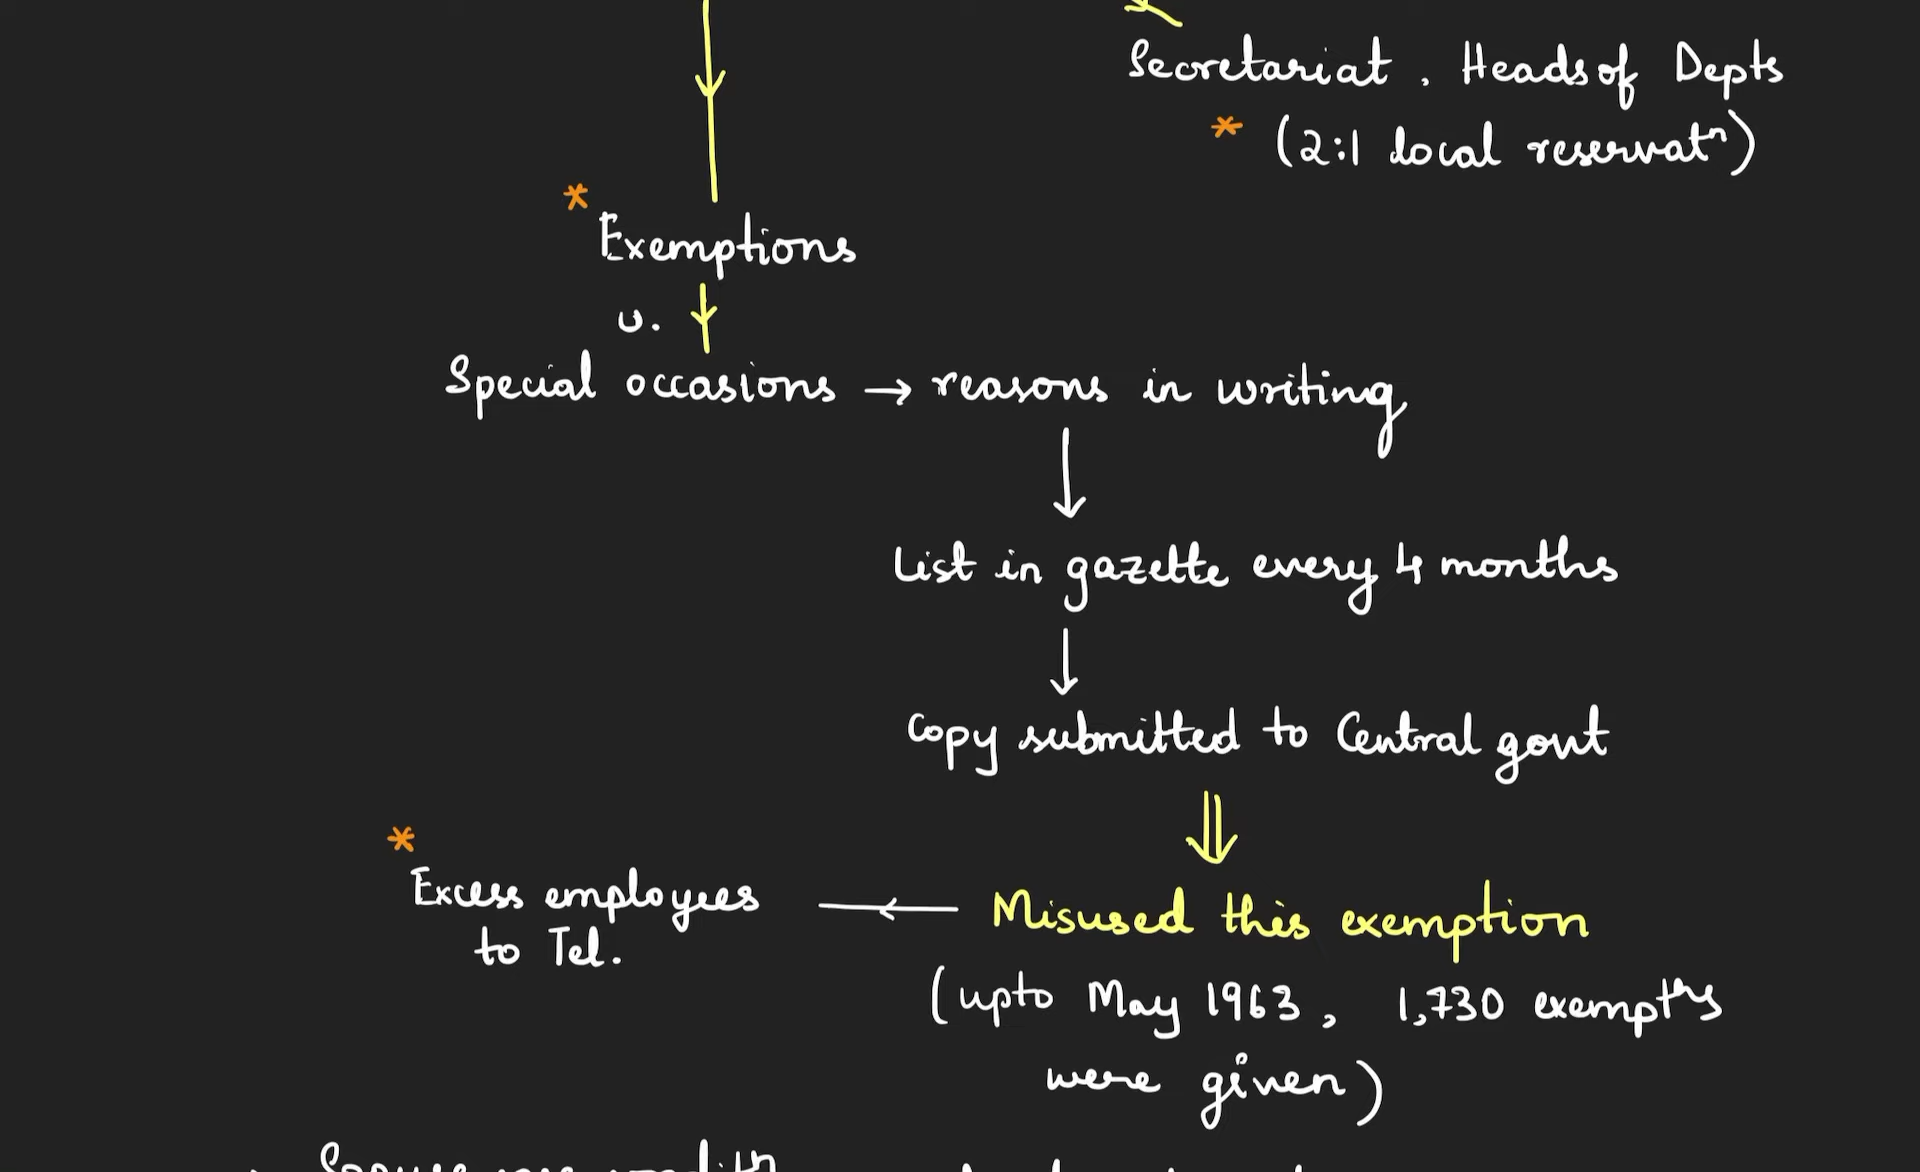 Secretariat, Heads of Depts
* (2:1 local reservatⁿ)
*
Exemptions
u.
Special occasions → reasons in writing
List in gazette every 4 months
Copy submitted to Central govt
*
Excess employees
to Tel.
Misused this exemption
(upto May 1963, 1,730 exemptⁿs
were given)